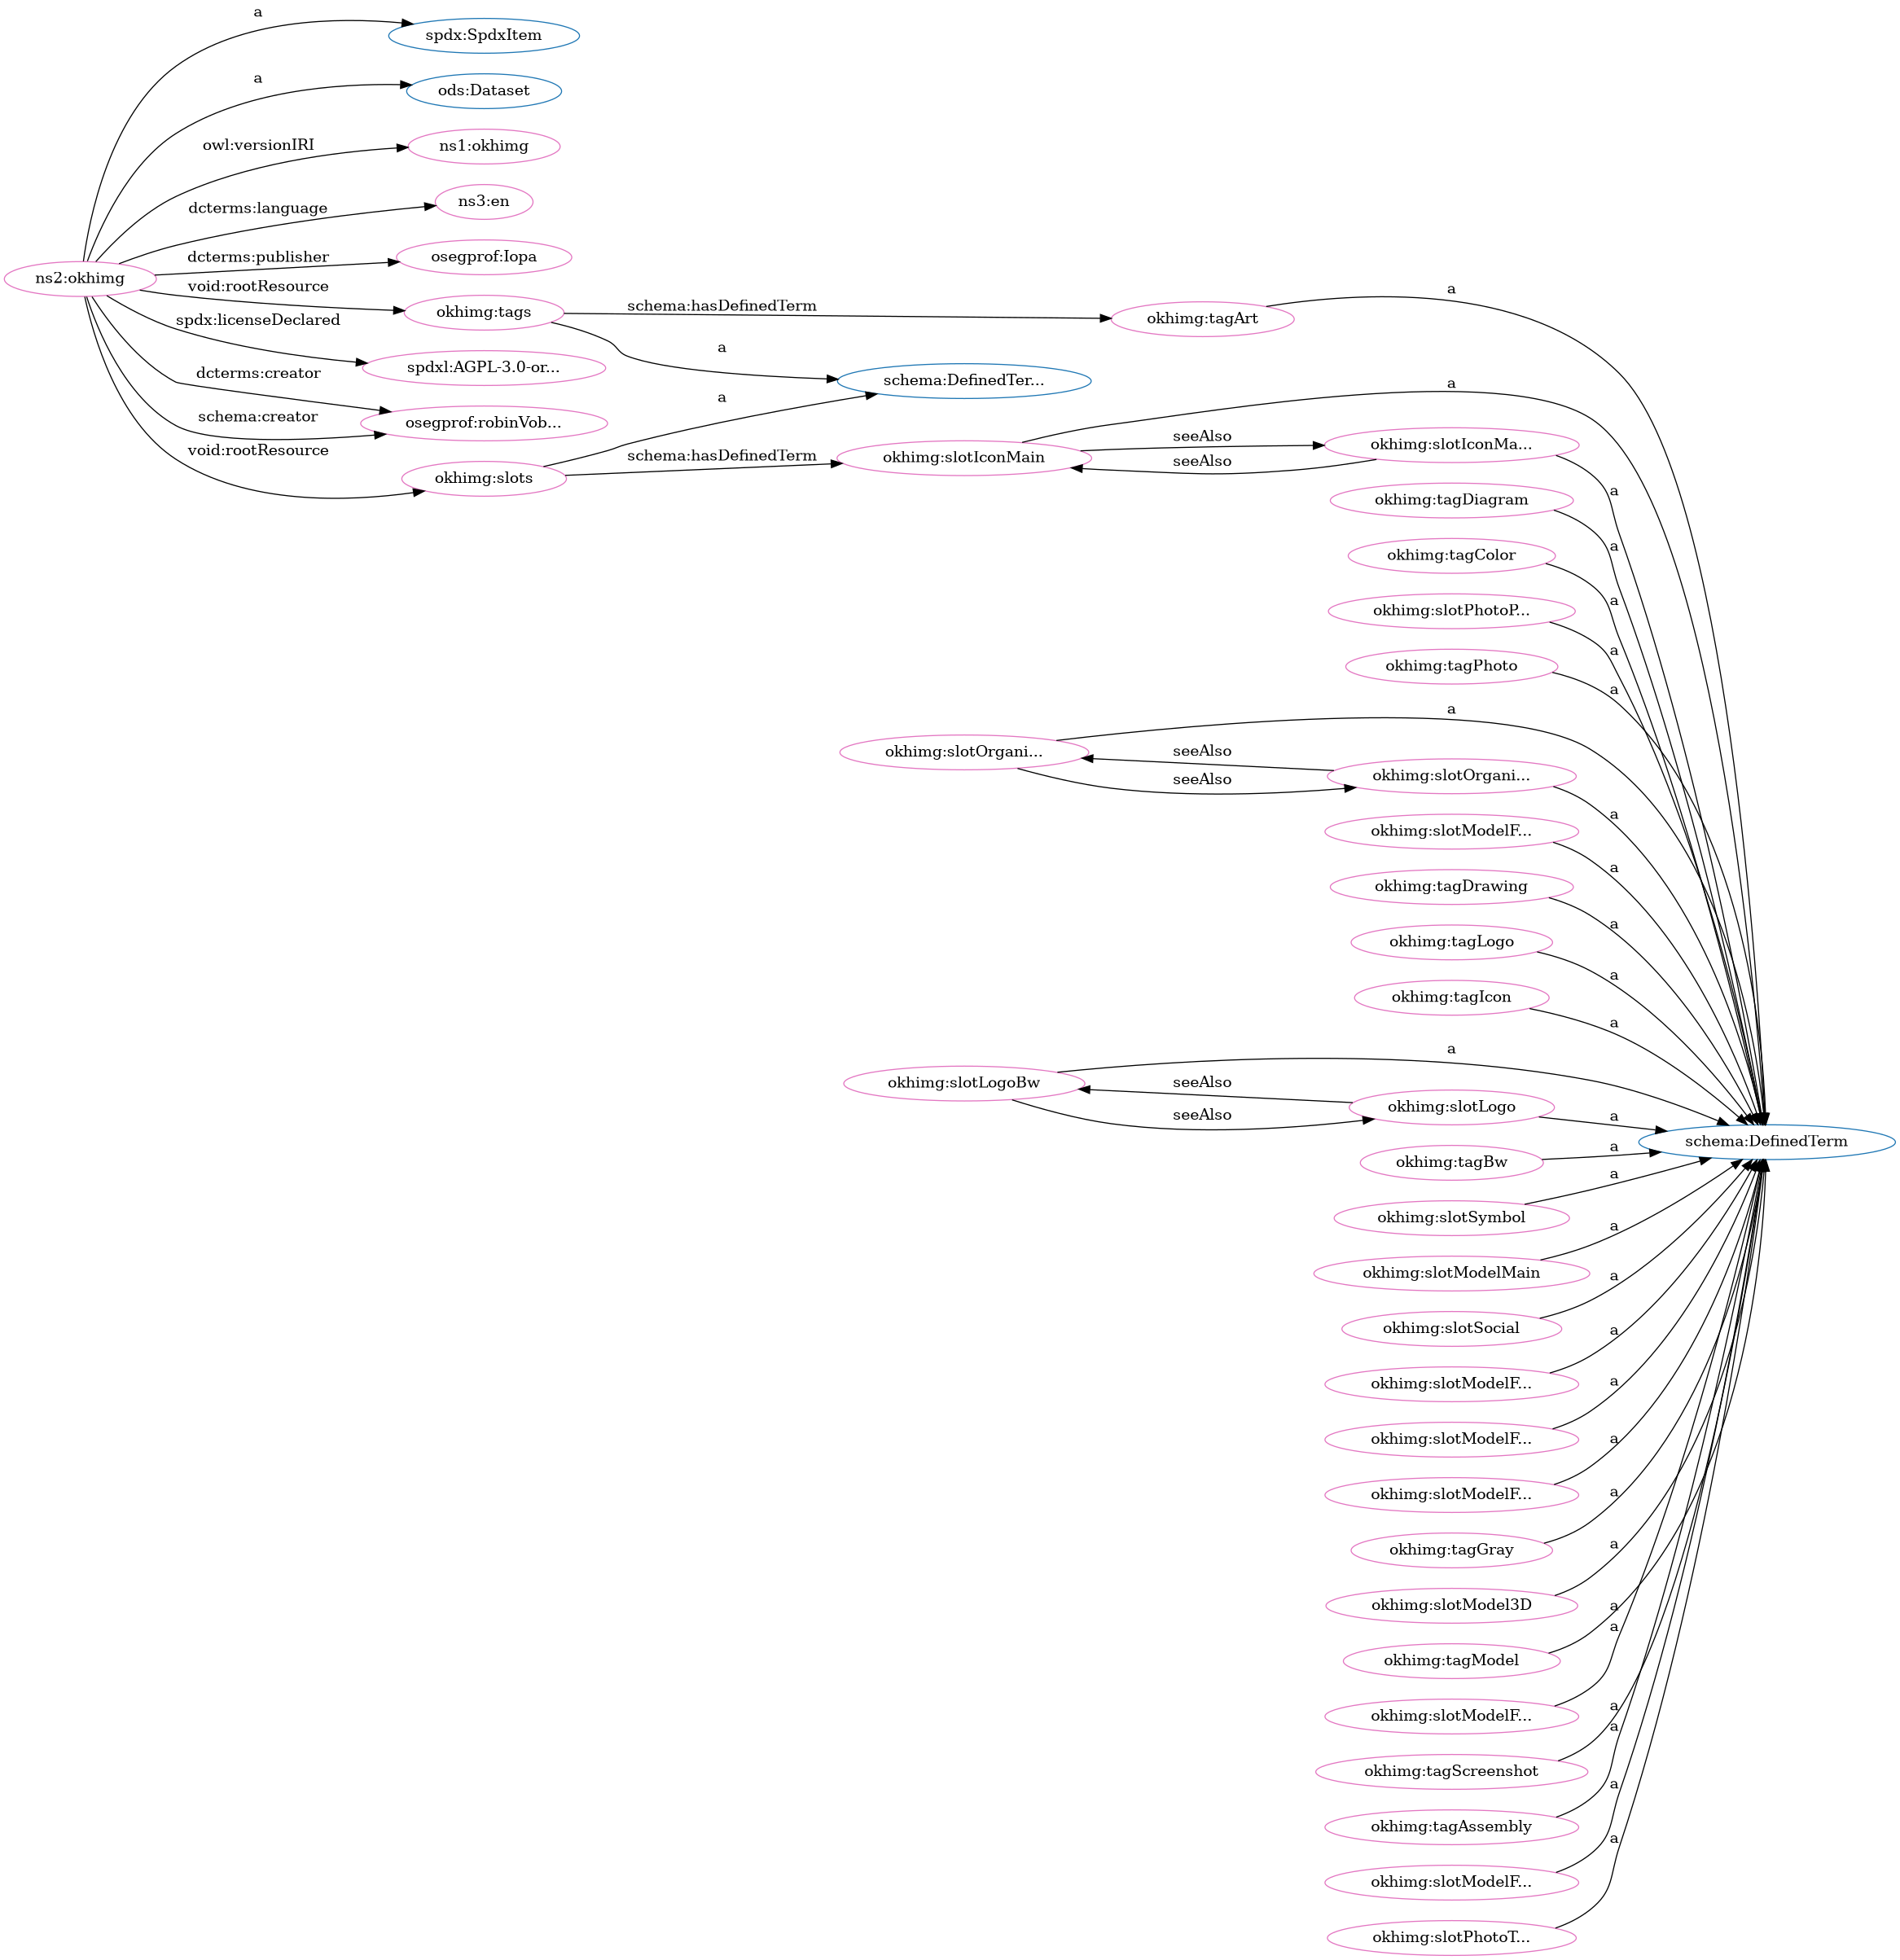 a
spdx:SpdxItem
a
ods:Dataset
owl:versionIRI
ns1:okhimg
dcterms:language
ns3:en
dcterms:publisher
osegprof:Iopa
ns2:okhimg
void:rootResource
okhimg:tags
schema:hasDefinedTerm
okhimg:tagArt
a
spdx:licenseDeclared
spdxl:AGPL-3.0-or...
a
schema:DefinedTer...
dcterms:creator
a
schema:creator
osegprof:robinVob...
void:rootResource
okhimg:slots
schema:hasDefinedTerm
okhimg:slotIconMain
a
seeAlso
seeAlso
okhimg:slotIconMa...
a
okhimg:tagDiagram
a
okhimg:tagColor
a
okhimg:slotPhotoP...
a
okhimg:tagPhoto
a
okhimg:slotOrgani...
a
seeAlso
seeAlso
okhimg:slotOrgani...
a
okhimg:slotModelF...
a
okhimg:tagDrawing
a
okhimg:tagLogo
a
okhimg:tagIcon
a
okhimg:slotLogoBw
a
seeAlso
seeAlso
okhimg:slotLogo
a
schema:DefinedTerm
okhimg:tagBw
a
okhimg:slotSymbol
a
okhimg:slotModelMain
a
okhimg:slotSocial
a
okhimg:slotModelF...
a
okhimg:slotModelF...
a
okhimg:slotModelF...
a
okhimg:tagGray
a
okhimg:slotModel3D
a
okhimg:tagModel
a
okhimg:slotModelF...
a
okhimg:tagScreenshot
a
okhimg:tagAssembly
a
okhimg:slotModelF...
a
okhimg:slotPhotoT...
a